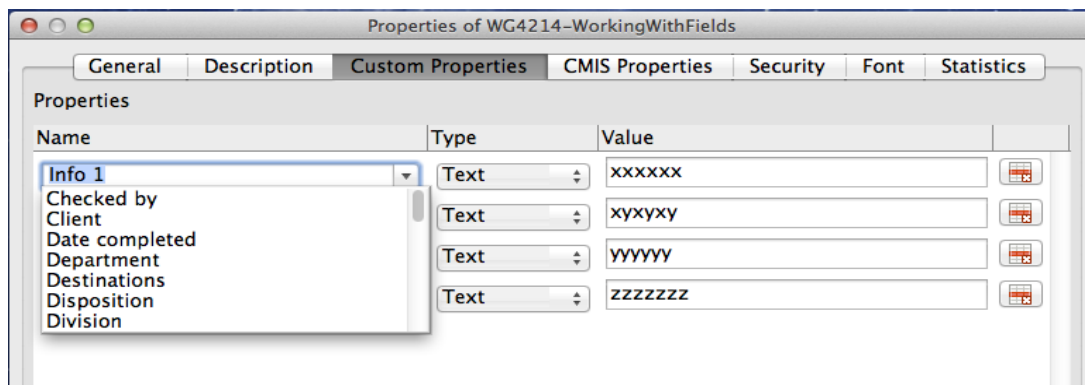 Properties of WG4214-WorkingWithFields
General Description Custom Properties CMIS Properties Security Font Statistics
Properties
Name Type Value
Info 1 Text xxxxxx
Checked by
Client Text xyxyxy
Date completed
Department Text yyyyyy
Destinations
Disposition Text zzzzzzz
Division